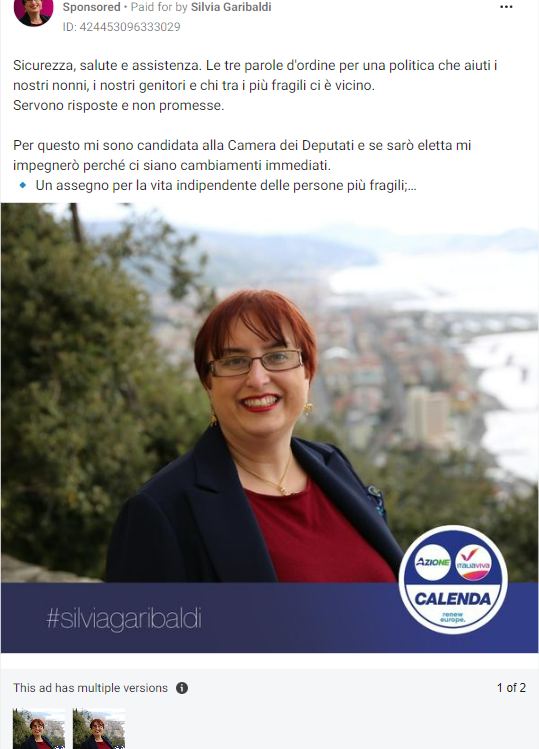 Sponsored • Paid for by Silvia Garibaldi
ID: 424453096333029
Sicurezza, salute e assistenza. Le tre parole d'ordine per una politica che aiuti i
nostri nonni, i nostri genitori e chi tra i più fragili ci è vicino.
Servono risposte e non promesse.
Per questo mi sono candidata alla Camera dei Deputati e se sarò eletta mi
impegnerò perché ci siano cambiamenti immediati.
🔹 Un assegno per la vita indipendente delle persone più fragili;...
AZIONE
ITALIAVIVA
CALENDA
renew
europe.
#silviagaribaldi
This ad has multiple versions
1 of 2